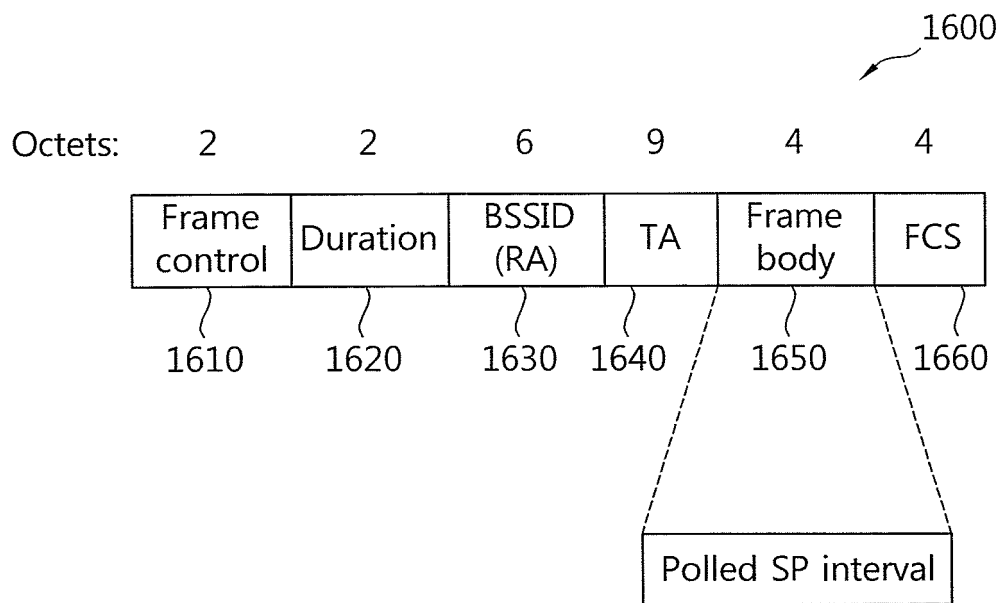 1600
Octets: 2 2 6 9 4 4
Frame control
Duration
BSSID (RA)
TA
Frame body
FCS
1610 1620 1630 1640 1650 1660
Polled SP interval